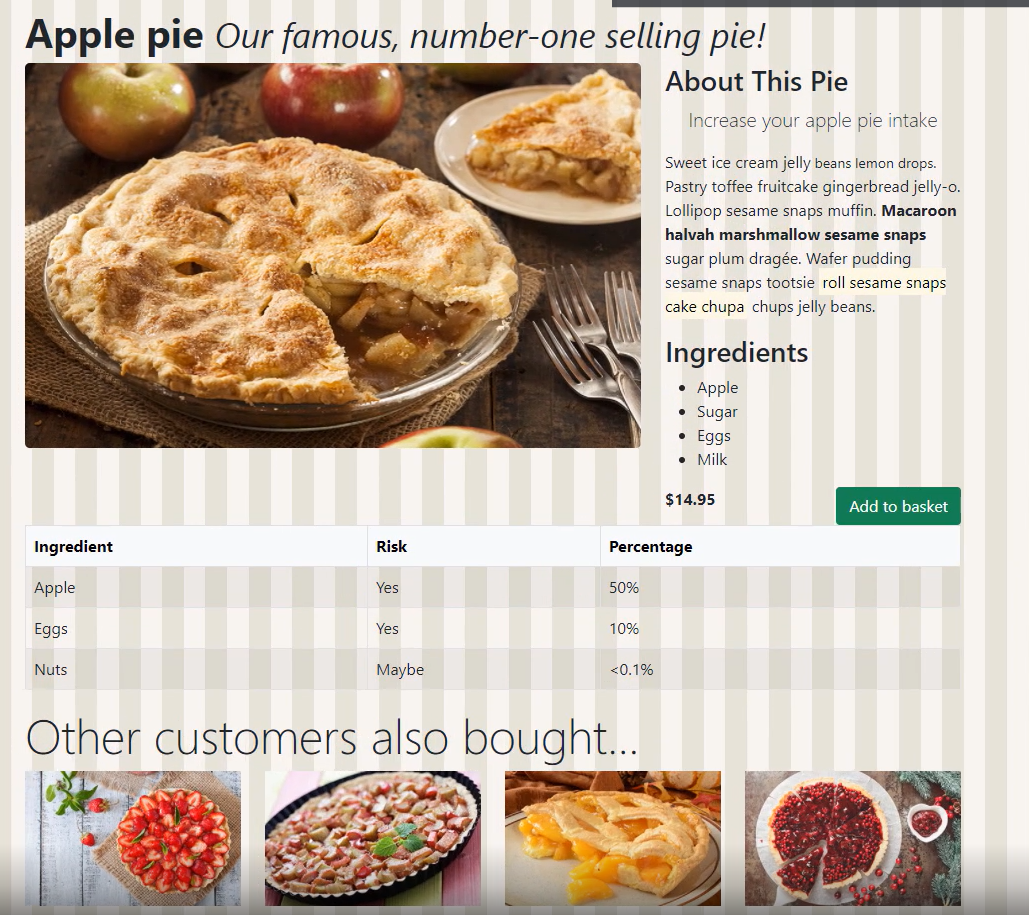 Apple pie Our famous, number-one selling pie!
About This Pie
Increase your apple pie intake
Sweet ice cream jelly beans lemon drops.
Pastry toffee fruitcake gingerbread jelly-o.
Lollipop sesame snaps muffin. Macaroon
halvah marshmallow sesame snaps
sugar plum dragée. Wafer pudding
sesame snaps tootsie roll sesame snaps
cake chupa chups jelly beans.
Ingredients
• Apple
• Sugar
• Eggs
• Milk
$14.95 Add to basket
Ingredient Risk Percentage
Apple Yes 50%
Eggs Yes 10%
Nuts Maybe <0.1%
Other customers also bought...